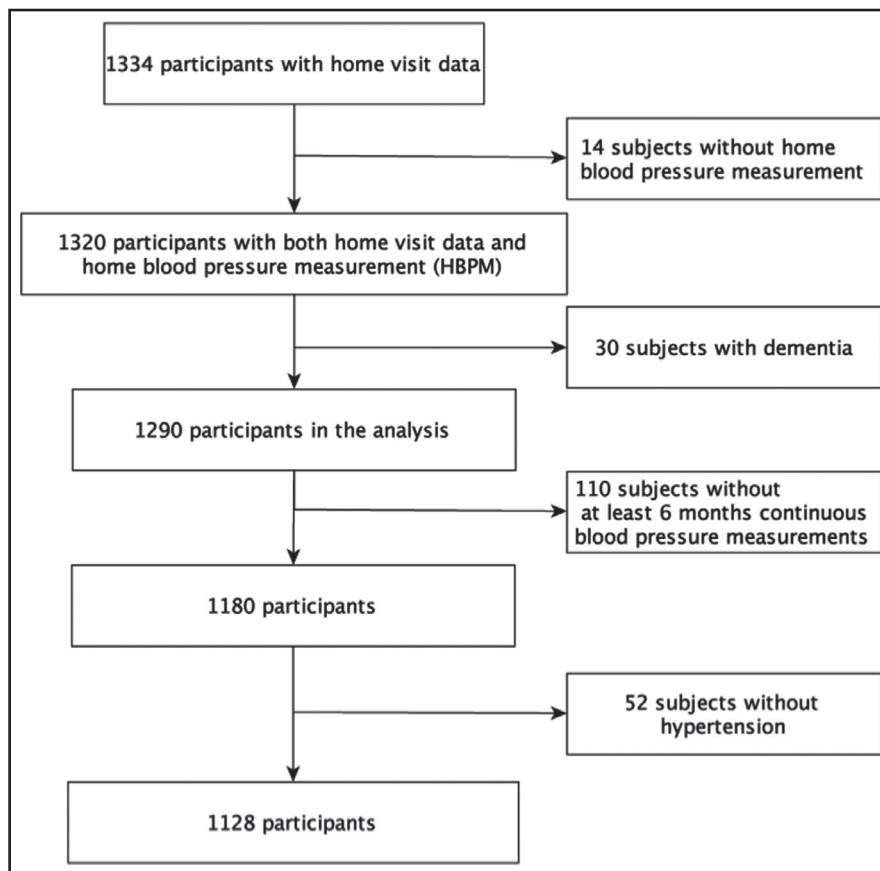 1334 participants with home visit data
14 subjects without home
blood pressure measurement
1320 participants with both home visit data and
home blood pressure measurement (HBPM)
30 subjects with dementia
1290 participants in the analysis
110 subjects without
at least 6 months continuous
blood pressure measurements
1180 participants
52 subjects without
hypertension
1128 participants